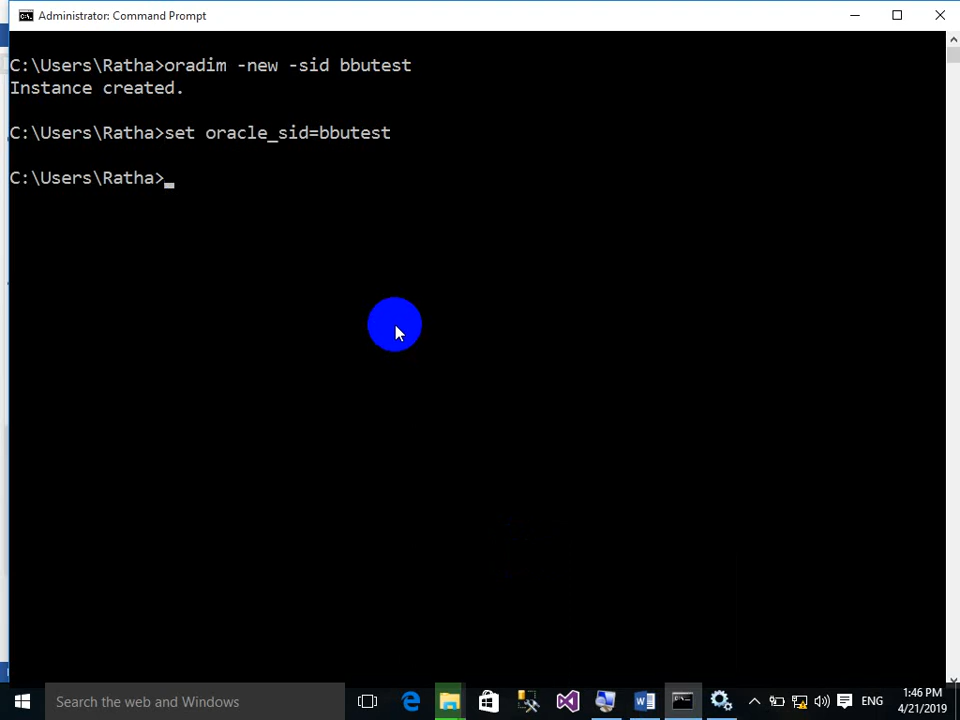 Administrator: Command Prompt
C:\Users\Ratha>oradim -new -sid bbutest
Instance created.
C:\Users\Ratha>set oracle_sid=bbutest
C:\Users\Ratha>
Search the web and Windows
ENG
1:46 PM
4/21/2019